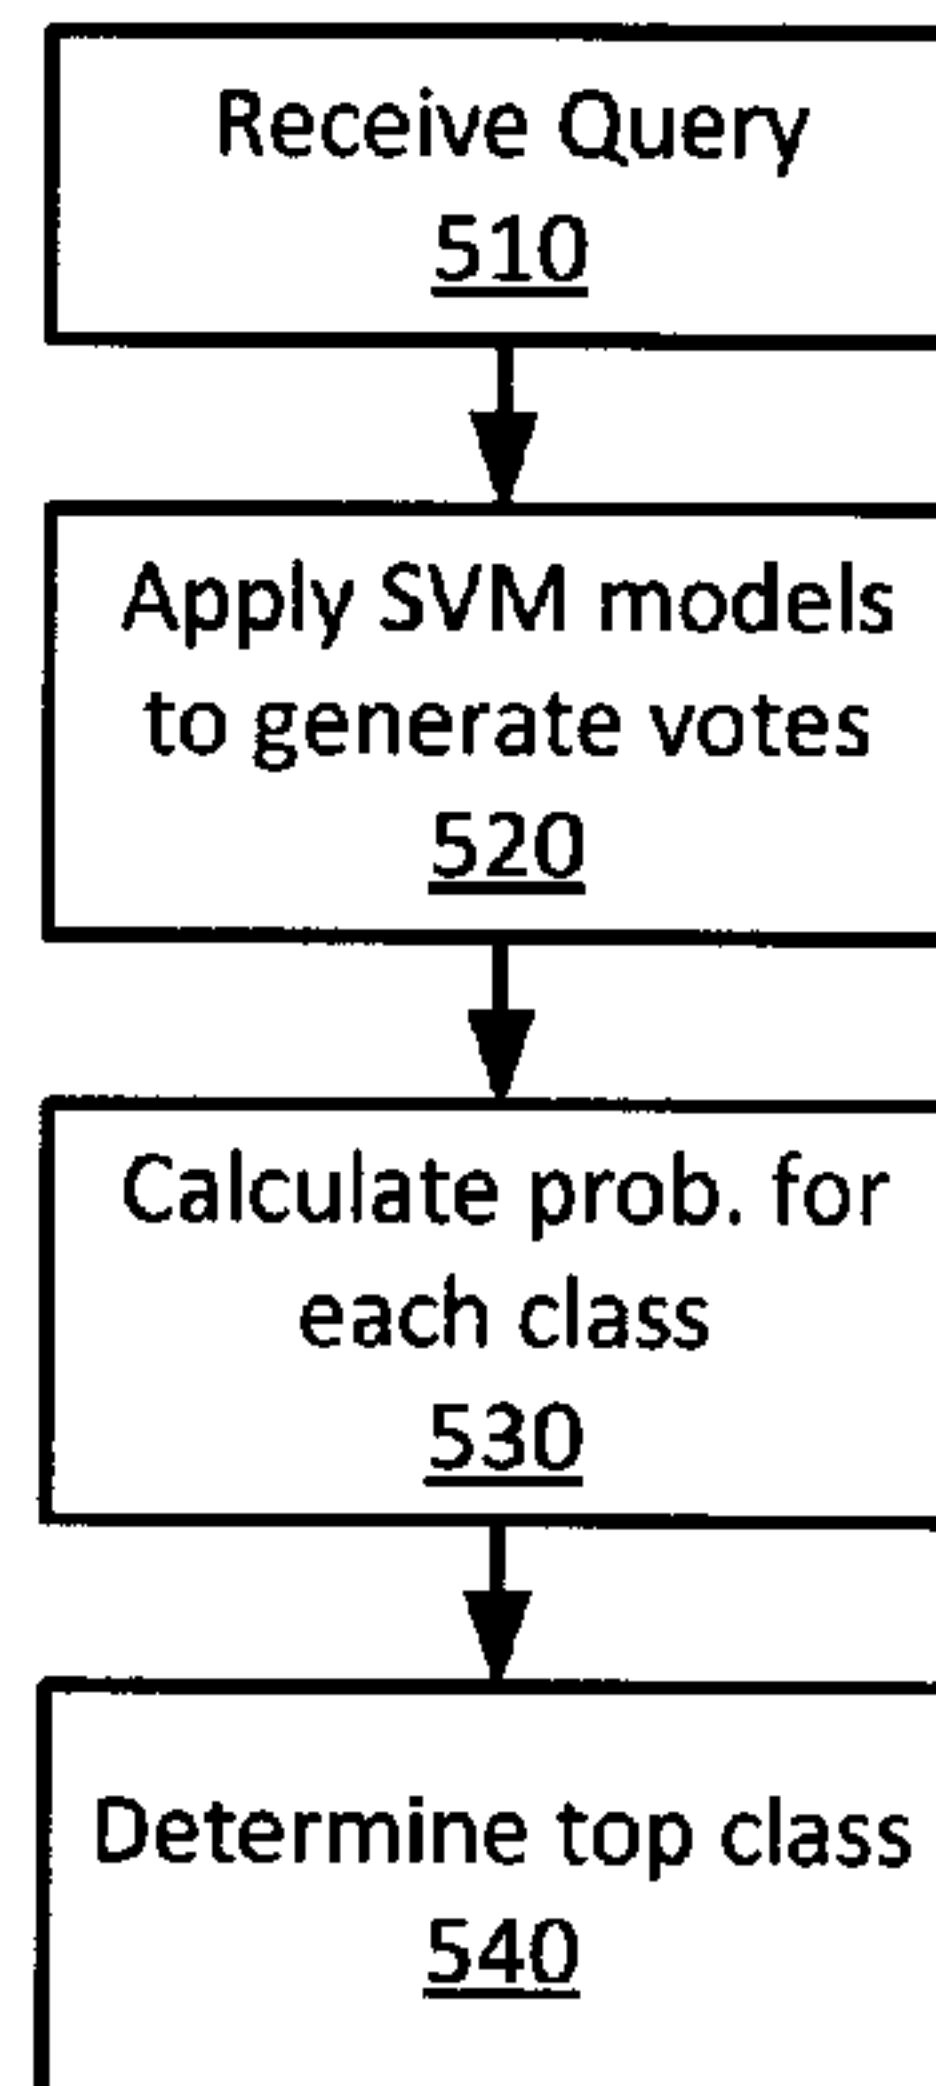 Receive Query
510
Apply SVM models
to generate votes
520
Calculate prob. for
each class
530
Determine top class
540